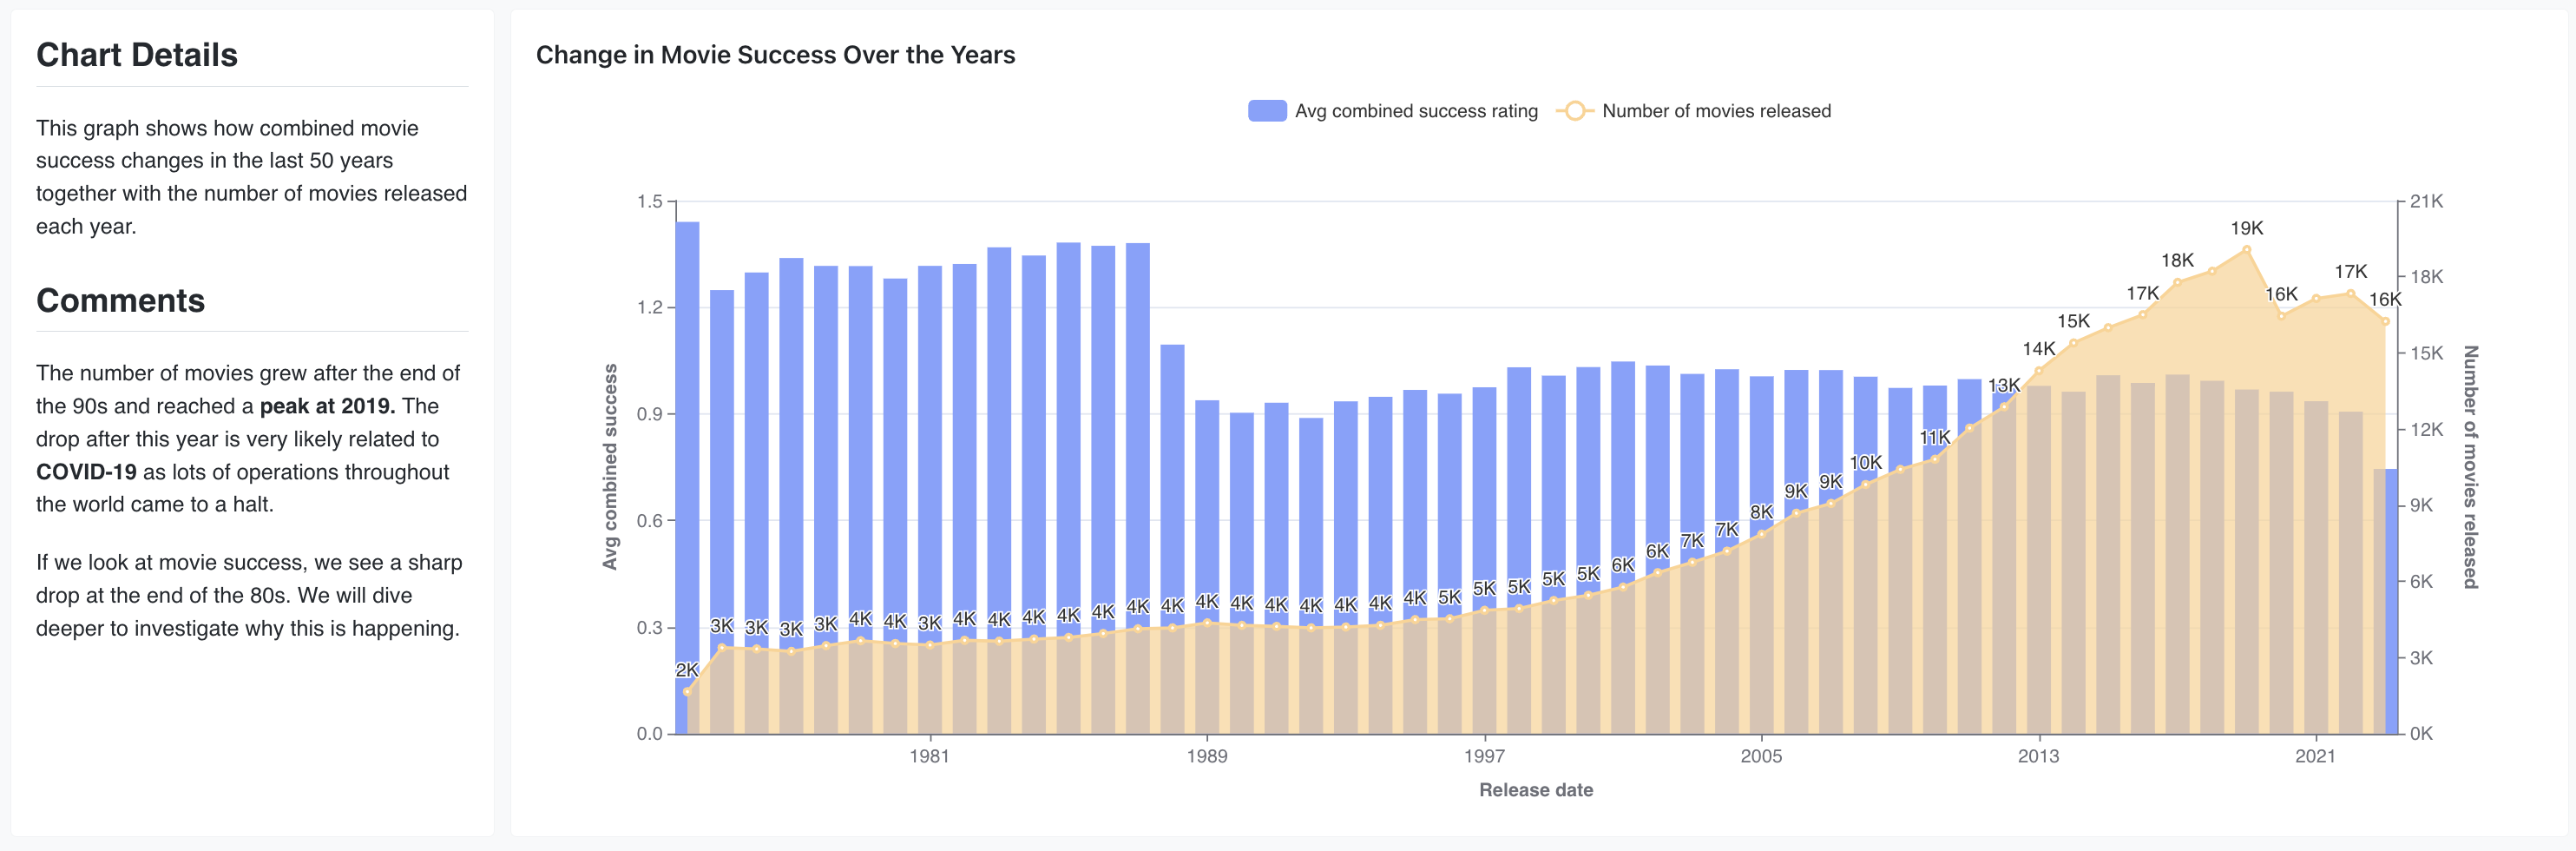 Chart Details
This graph shows how combined movie
success changes in the last 50 years
together with the number of movies released
each year.
Comments
The number of movies grew after the end of
the 90s and reached a peak at 2019. The
drop after this year is very likely related to
COVID-19 as lots of operations throughout
the world came to a halt.
If we look at movie success, we see a sharp
drop at the end of the 80s. We will dive
deeper to investigate why this is happening.
Change in Movie Success Over the Years
Avg combined success rating
Number of movies released
Avg combined success
1.5
1.2
0.9
0.6
0.3
0.0
2K
3K
3K
3K
3K
4K
4K
3K
4K
4K
4K
4K
4K
4K
4K
4K
4K
4K
4K
4K
4K
4K
5K
5K
5K
5K
5K
6K
6K
7K
7K
8K
9K
9K
10K
11K
13K
14K
15K
17K
18K
19K
16K
17K
16K
21K
18K
15K
12K
9K
6K
3K
0K
Number of movies released
1981
1989
1997
2005
2013
2021
Release date